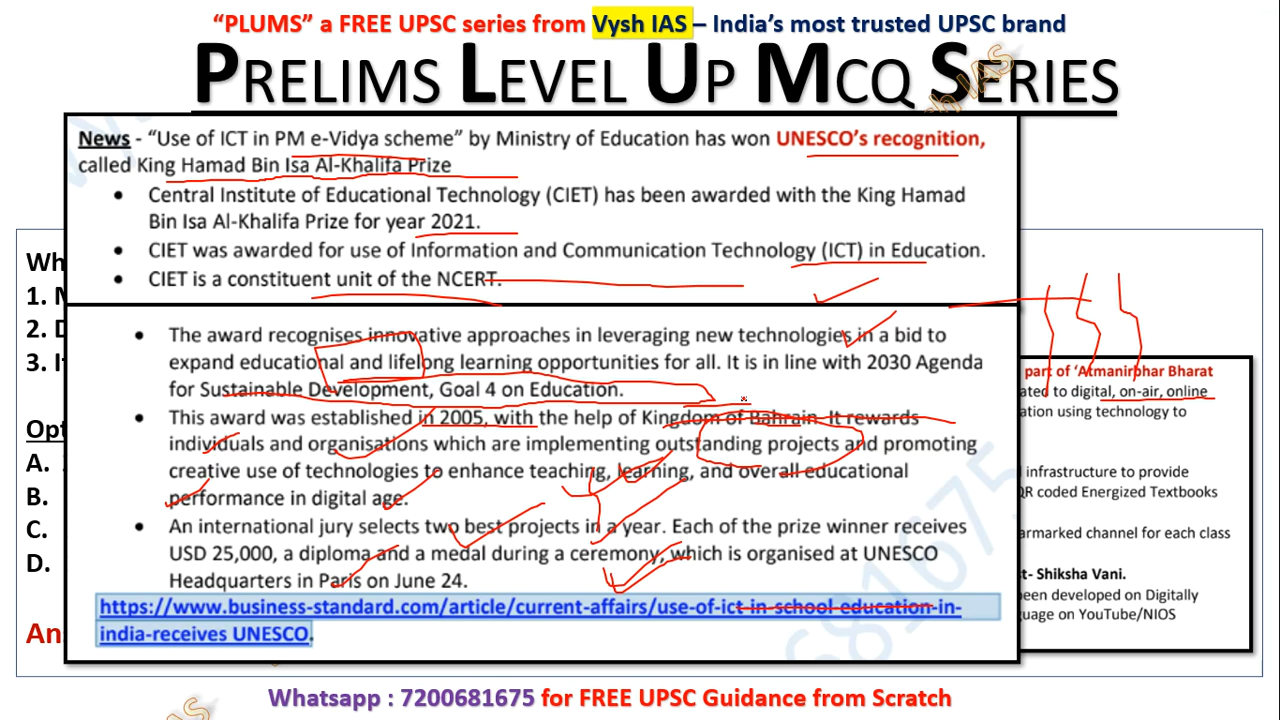 “PLUMS” a FREE UPSC series from Vysh IAS – India’s most trusted UPSC brand
PRELIMS LEVEL UP MCQ SERIES
News - “Use of ICT in PM e-Vidya scheme” by Ministry of Education has won UNESCO’s recognition,
called King Hamad Bin Isa Al-Khalifa Prize
• Central Institute of Educational Technology (CIET) has been awarded with the King Hamad
Bin Isa Al-Khalifa Prize for year 2021.
• CIET was awarded for use of Information and Communication Technology (ICT) in Education.
• CIET is a constituent unit of the NCERT.
• The award recognises innovative approaches in leveraging new technologies in a bid to
expand educational and lifelong learning opportunities for all. It is in line with 2030 Agenda
for Sustainable Development, Goal 4 on Education.
• This award was established in 2005, with the help of Kingdom of Bahrain. It rewards
individuals and organisations which are implementing outstanding projects and promoting
creative use of technologies to enhance teaching, learning, and overall educational
performance in digital age.
• An international jury selects two best projects in a year. Each of the prize winner receives
USD 25,000, a diploma and a medal during a ceremony, which is organised at UNESCO
Headquarters in Paris on June 24.
https://www.business-standard.com/article/current-affairs/use-of-ict-in-school-education-in-
india-receives UNESCO.
Wh
1.
2.
3.
Opt
A.
B.
C.
D.
An
part of ‘Atmanirphar Bharat
ated to digital, on-air, online
ation using technology to
infrastructure to provide
QR coded Energized Textbooks
armarked channel for each class
t- Shiksha Vani.
een developed on Digitally
guage on YouTube/NIOS
681675
IAS
Whatsapp : 7200681675 for FREE UPSC Guidance from Scratch